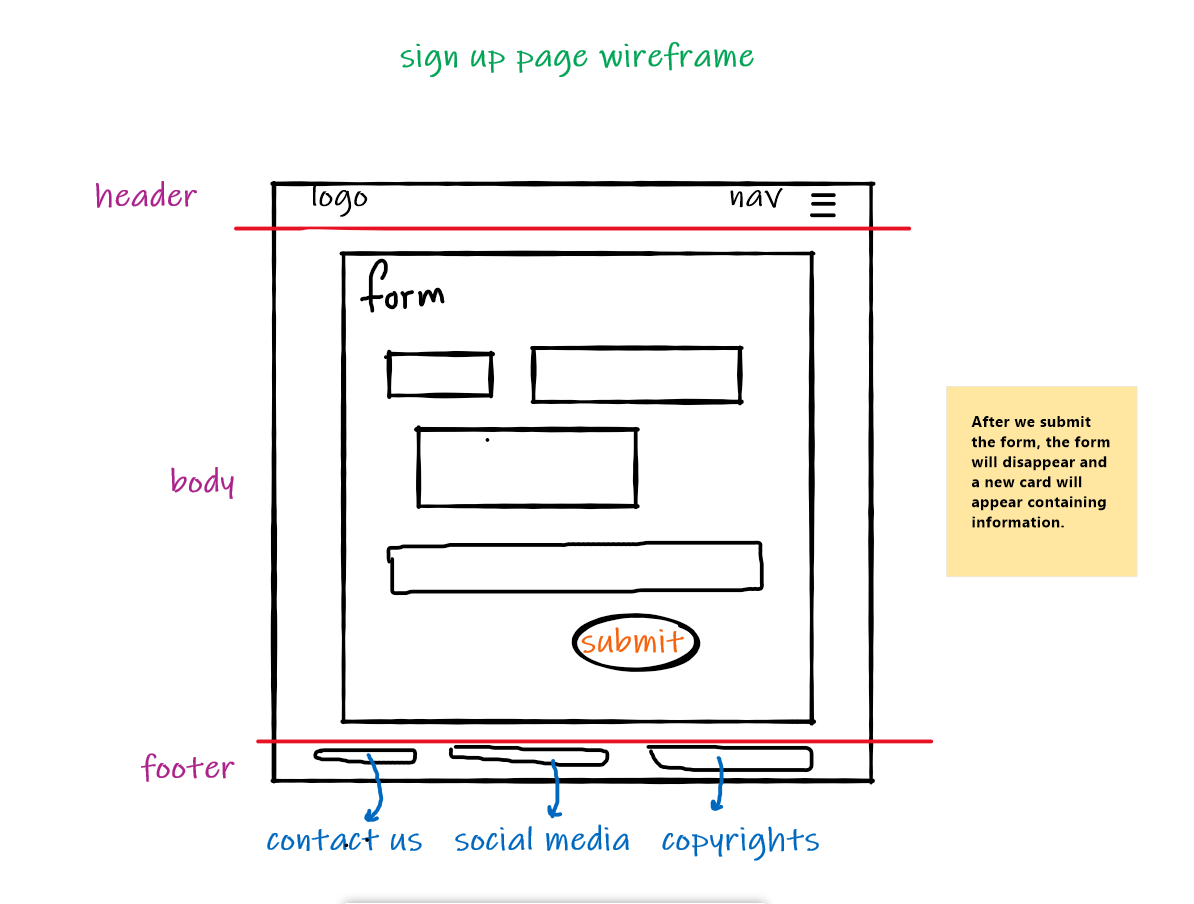 sign up page wireframe
header
logo
nav
form
After we submit
the form, the form
will disappear and
a new card will
appear containing
information.
body
submit
footer
contact us
social media
copyrights